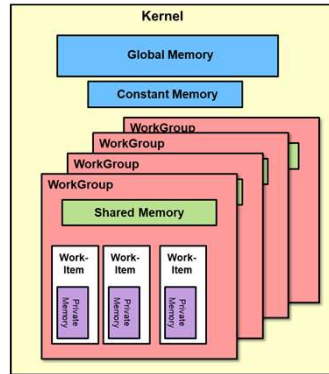 Kernel
Global Memory
Constant Memory
WorkGroup
WorkGroup
WorkGroup
WorkGroup
Shared Memory
Work-
Item
Work-
Item
Work-
Item
Private
Memory
Private
Memory
Private
Memory